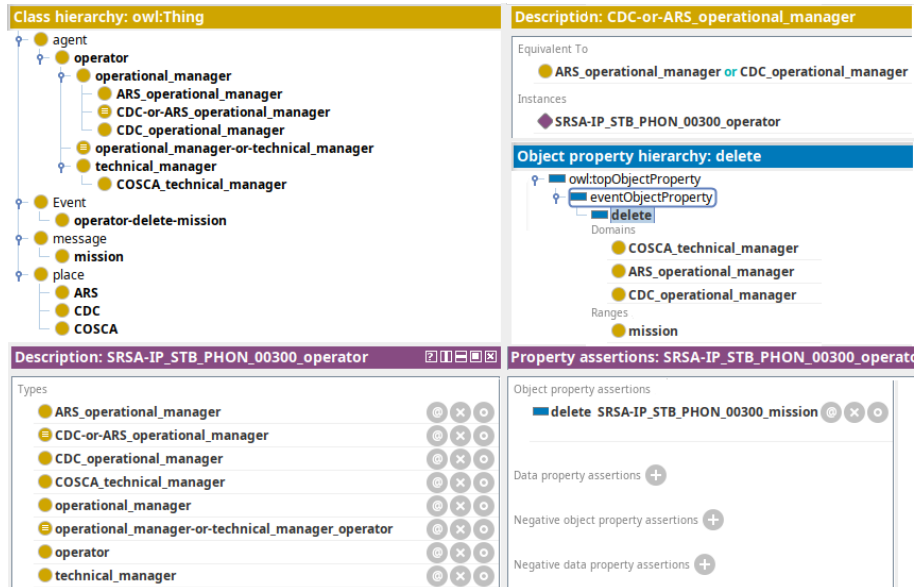 Class hierarchy: owl:Thing
agent
operator
operational_manager
ARS_operational_manager
CDC-or-ARS_operational_manager
CDC_operational_manager
operational_manager-or-technical_manager
technical_manager
COSCA_technical_manager
Event
operator-delete-mission
message
mission
place
ARS
CDC
COSCA
Description: CDC-or-ARS_operational_manager
Equivalent To
ARS_operational_manager or CDC_operational_manager
Instances
SRSA-IP_STB_PHON_00300_operator
Object property hierarchy: delete
owl:topObjectProperty
eventObjectProperty
delete
Domains
COSCA_technical_manager
ARS_operational_manager
CDC_operational_manager
Ranges
mission
Description: SRSA-IP_STB_PHON_00300_operator
Types
ARS_operational_manager
CDC-or-ARS_operational_manager
CDC_operational_manager
COSCA_technical_manager
operational_manager
operational_manager-or-technical_manager_operator
operator
technical_manager
Property assertions: SRSA-IP_STB_PHON_00300_operato
Object property assertions
delete SRSA-IP_STB_PHON_00300_mission
Data property assertions
Negative object property assertions
Negative data property assertions